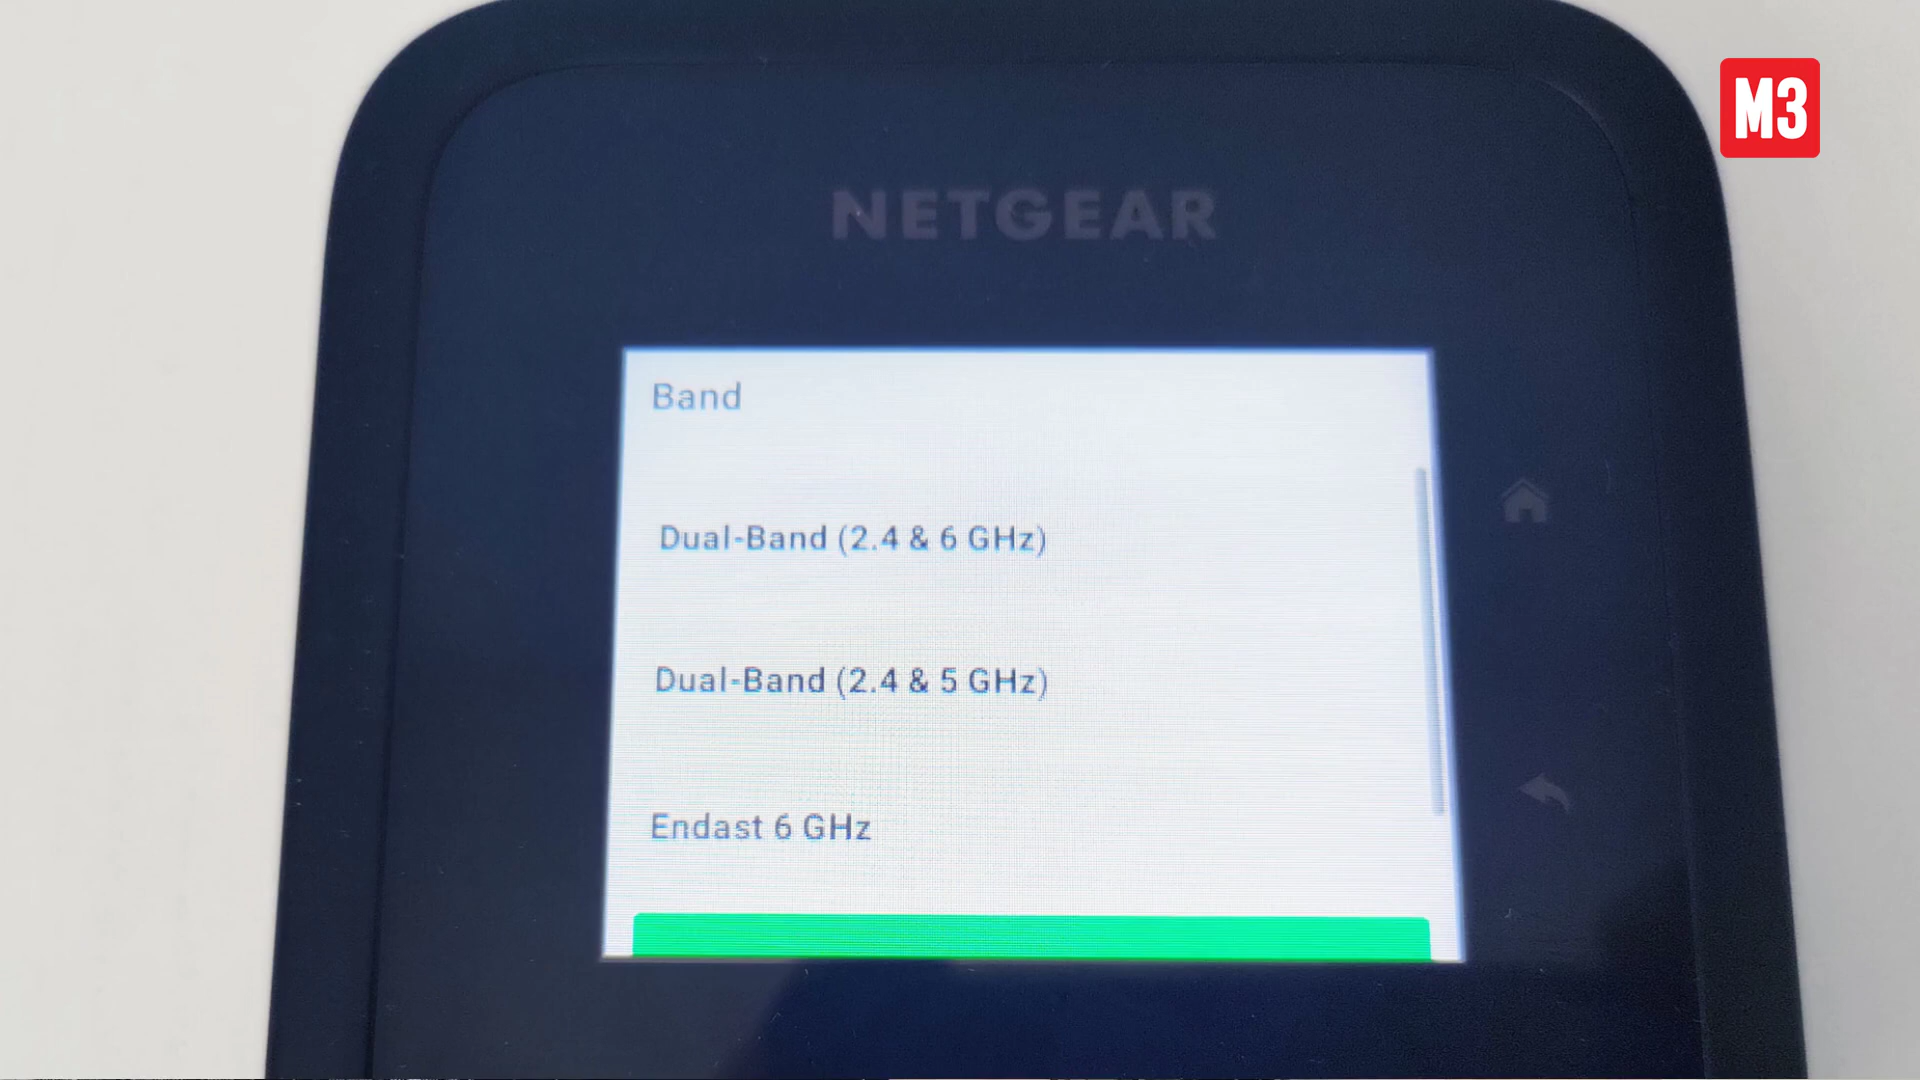 M3
NETGEAR
Band
Dual-Band (2.4 & 6 GHz)
Dual-Band (2.4 & 5 GHz)
Endast 6 GHz